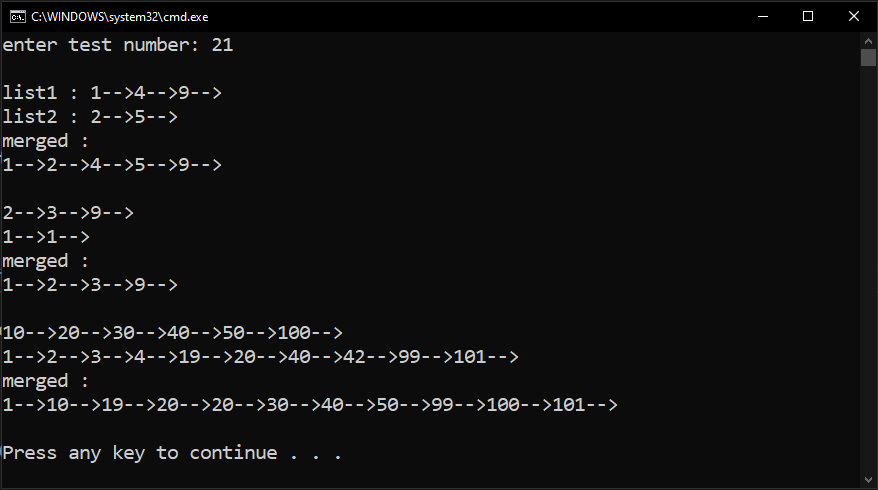 C:\WINDOWS\system32\cmd.exe
enter test number: 21
list1 : 1-->4-->9-->
list2 : 2-->5-->
merged :
1-->2-->4-->5-->9-->
2-->3-->9-->
1-->1-->
merged :
1-->2-->3-->9-->
10-->20-->30-->40-->50-->100-->
1-->2-->3-->4-->19-->20-->40-->42-->99-->101-->
merged :
1-->10-->19-->20-->20-->30-->40-->50-->99-->100-->101-->
Press any key to continue . . .